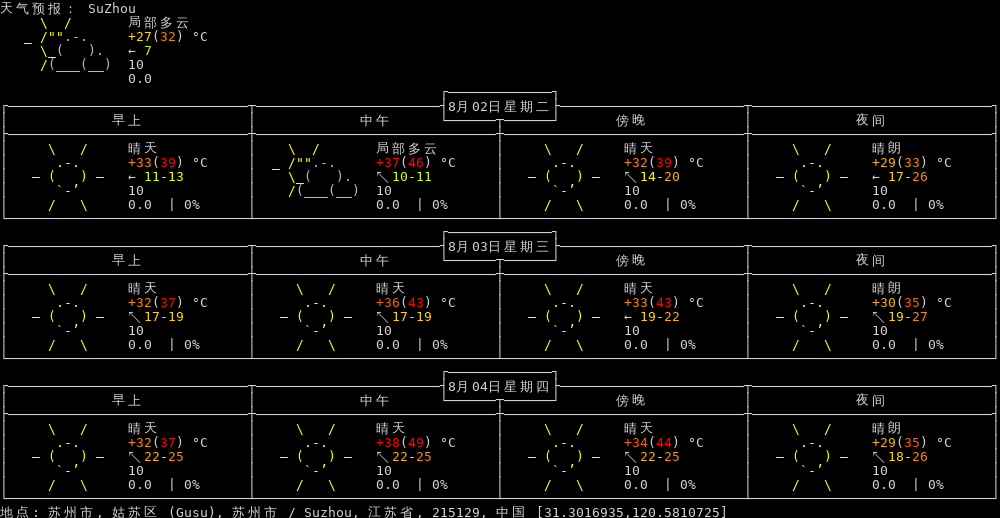 天气预报： SuZhou
局部多云
+27(32) °C
← 7
10
0.0
8月02日星期二
早上 中午 傍晚 夜间
晴天 局部多云 晴天 晴朗
+33(39) °C +37(46) °C +32(39) °C +29(33) °C
← 11-13 ↖ 10-11 ↖ 14-20 ← 17-26
10 10 10 10
0.0 | 0% 0.0 | 0% 0.0 | 0% 0.0 | 0%
8月03日星期三
早上 中午 傍晚 夜间
晴天 晴天 晴天 晴朗
+32(37) °C +36(43) °C +33(43) °C +30(35) °C
↖ 17-19 ↖ 17-19 ← 19-22 ↖ 19-27
10 10 10 10
0.0 | 0% 0.0 | 0% 0.0 | 0% 0.0 | 0%
8月04日星期四
早上 中午 傍晚 夜间
晴天 晴天 晴天 晴朗
+32(37) °C +38(49) °C +34(44) °C +29(35) °C
↖ 22-25 ↖ 22-25 ↖ 22-25 ↖ 18-26
10 10 10 10
0.0 | 0% 0.0 | 0% 0.0 | 0% 0.0 | 0%
地点: 苏州市, 姑苏区 (Gusu), 苏州市 / Suzhou, 江苏省, 215129, 中国 [31.3016935,120.5810725]